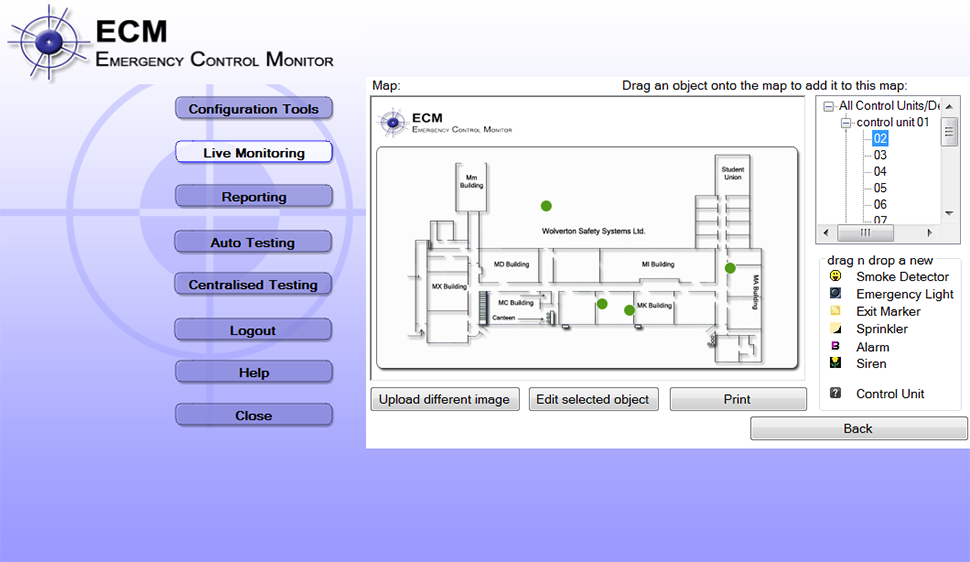 ECM
EMERGENCY CONTROL MONITOR
Configuration Tools
Live Monitoring
Reporting
Auto Testing
Centralised Testing
Logout
Help
Close
Map:
Drag an object onto the map to add it to this map:
ECM
EMERGENCY CONTROL MONITOR
Mm
Building
Student
Union
Wolverton Safety Systems Ltd.
MD Building
MI Building
MX Building
MA Building
MC Building
MK Building
Canteen
All Control Units/De
control unit 01
02
03
04
05
06
07
drag n drop a new
Smoke Detector
Emergency Light
Exit Marker
Sprinkler
Alarm
Siren
Control Unit
Upload different image
Edit selected object
Print
Back